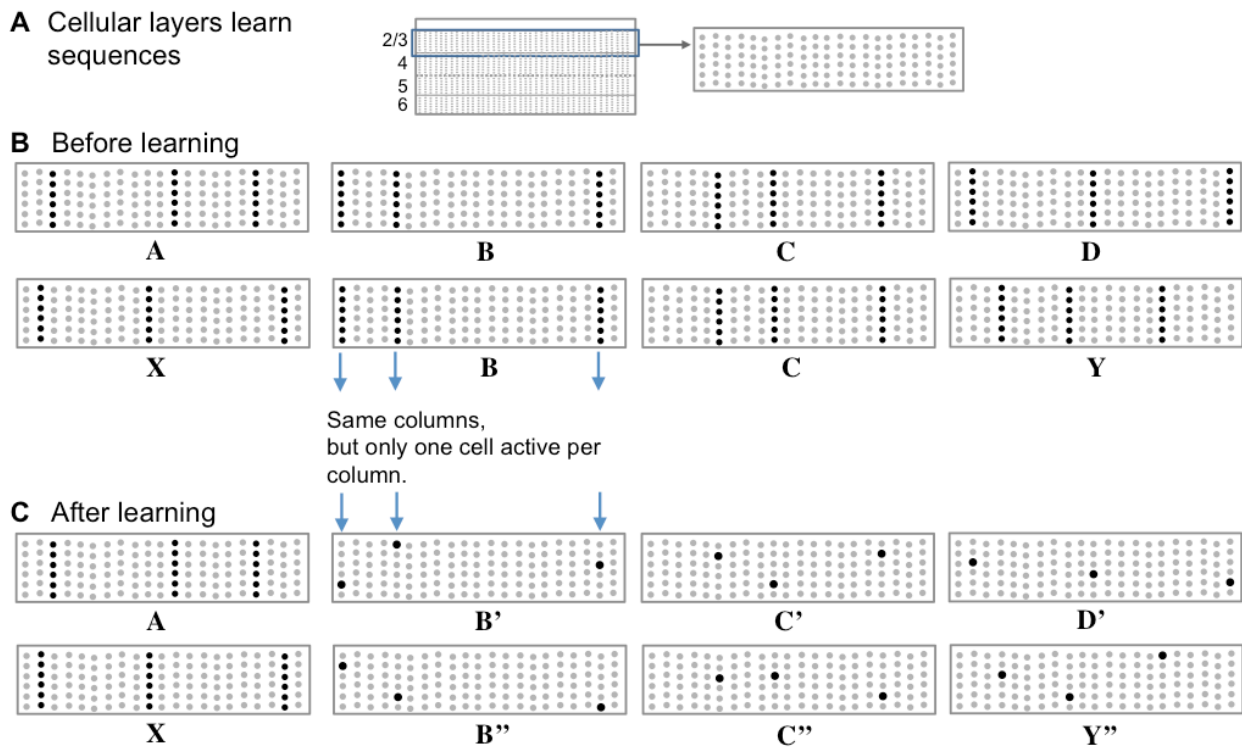 A Cellular layers learn
sequences
2/3
4
5
6
B Before learning
A B C D
X B C Y
Same columns,
but only one cell active per
column.
C After learning
A B’ C’ D’
X B’’ C’’ Y’’